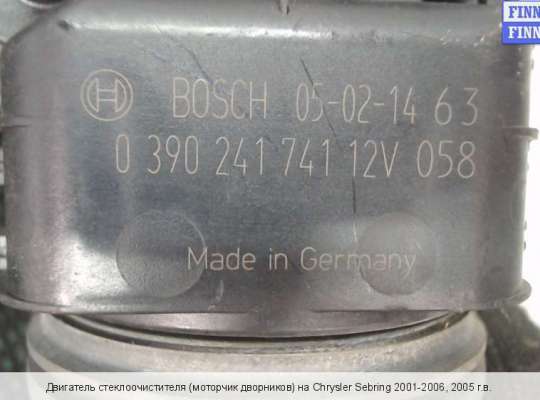 FINN
FINN
BOSCH 05-02-14 63
0 390 241 741 12V 058
Made in Germany
Двигатель стеклоочистителя (моторчик дворников) на Chrysler Sebring 2001-2006, 2005 г.в.